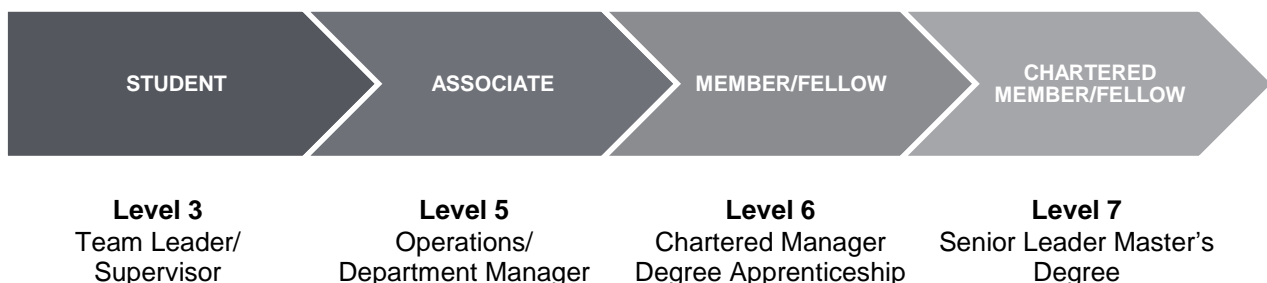 STUDENT
ASSOCIATE
MEMBER/FELLOW
CHARTERED
MEMBER/FELLOW
Level 3
Team Leader/
Supervisor
Level 5
Operations/
Department Manager
Level 6
Chartered Manager
Degree Apprenticeship
Level 7
Senior Leader Master's
Degree